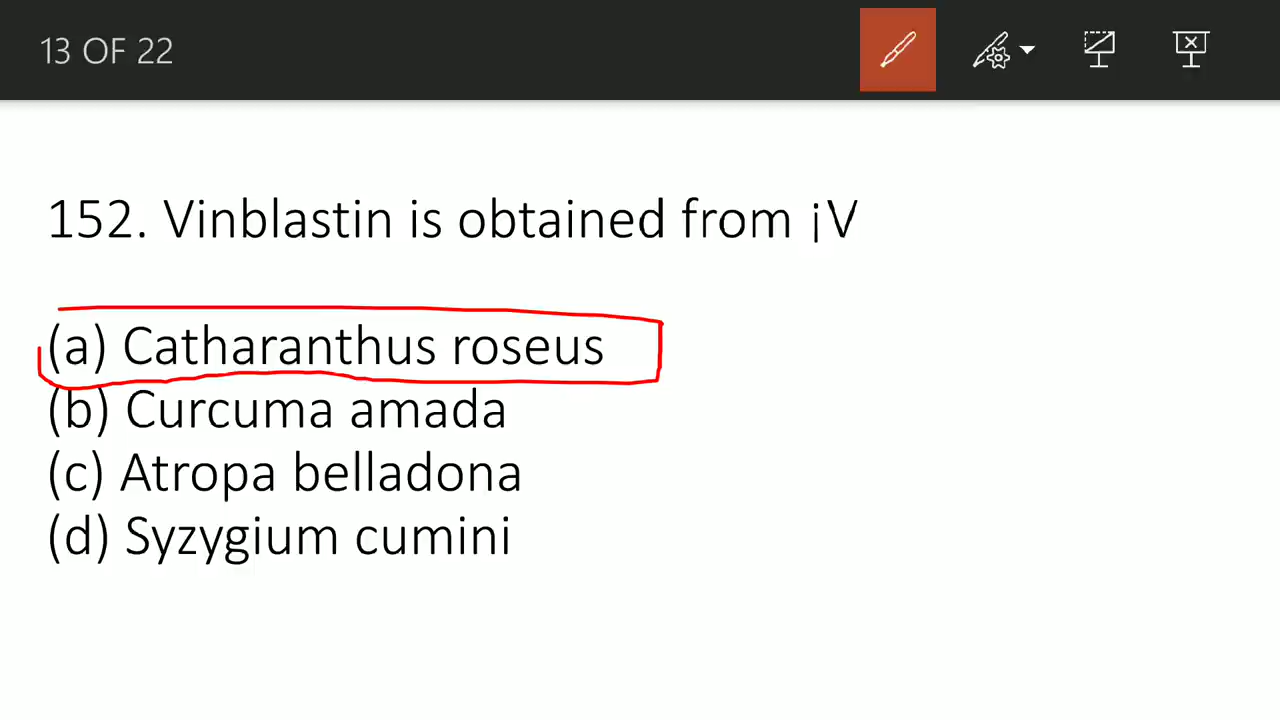 13 OF 22
152. Vinblastin is obtained from ¡V
(a) Catharanthus roseus
(b) Curcuma amada
(c) Atropa belladona
(d) Syzygium cumini